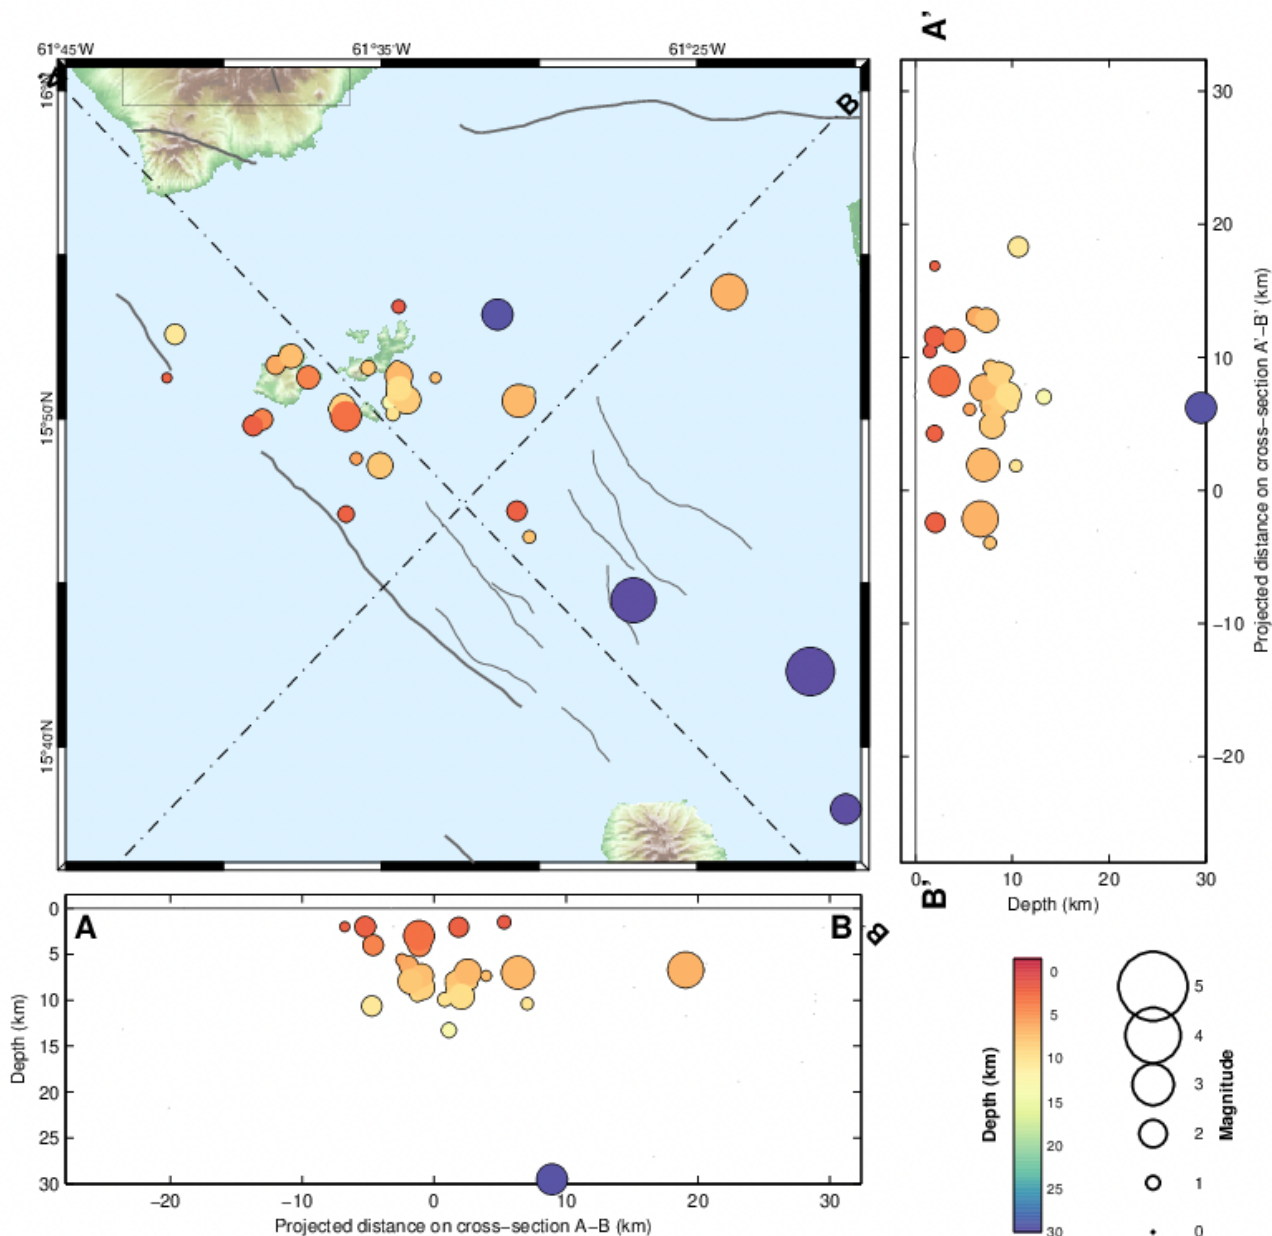 61°45'W
61°35'W
61°25'W
B
15°50'N
15°40'N
A'
30
20
10
0
−10
−20
Projected distance on cross−section A'−B' (km)
0
10
20
30
Depth (km)
B'
0
5
10
15
20
25
30
Depth (km)
A
B
B
−20
−10
0
10
20
30
Projected distance on cross−section A−B (km)
Depth (km)
0
5
10
15
20
25
30
5
4
3
2
1
0
Magnitude